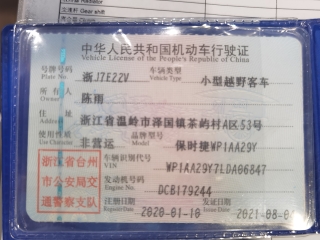 中华人民共和国机动车行驶证
Vehicle License of the People's Republic of China
号牌号码 浙J7E22V 车辆类型 小型越野客车
Plate No. Vehicle Type
所有人 陈雨
Owner
住址 浙江省温岭市泽国镇茶屿村A区53号
Address
使用性质 非营运 品牌型号 保时捷WP1AA29Y
Use Character Model
浙江省台州 车辆识别代号 WP1AA29Y7LDA06847
VIN
市公安局交 发动机号码 DCB179244
Engine No.
通警察支队 注册日期 2020-01-10 发证日期 2021-08-0
Register Date Issue Date